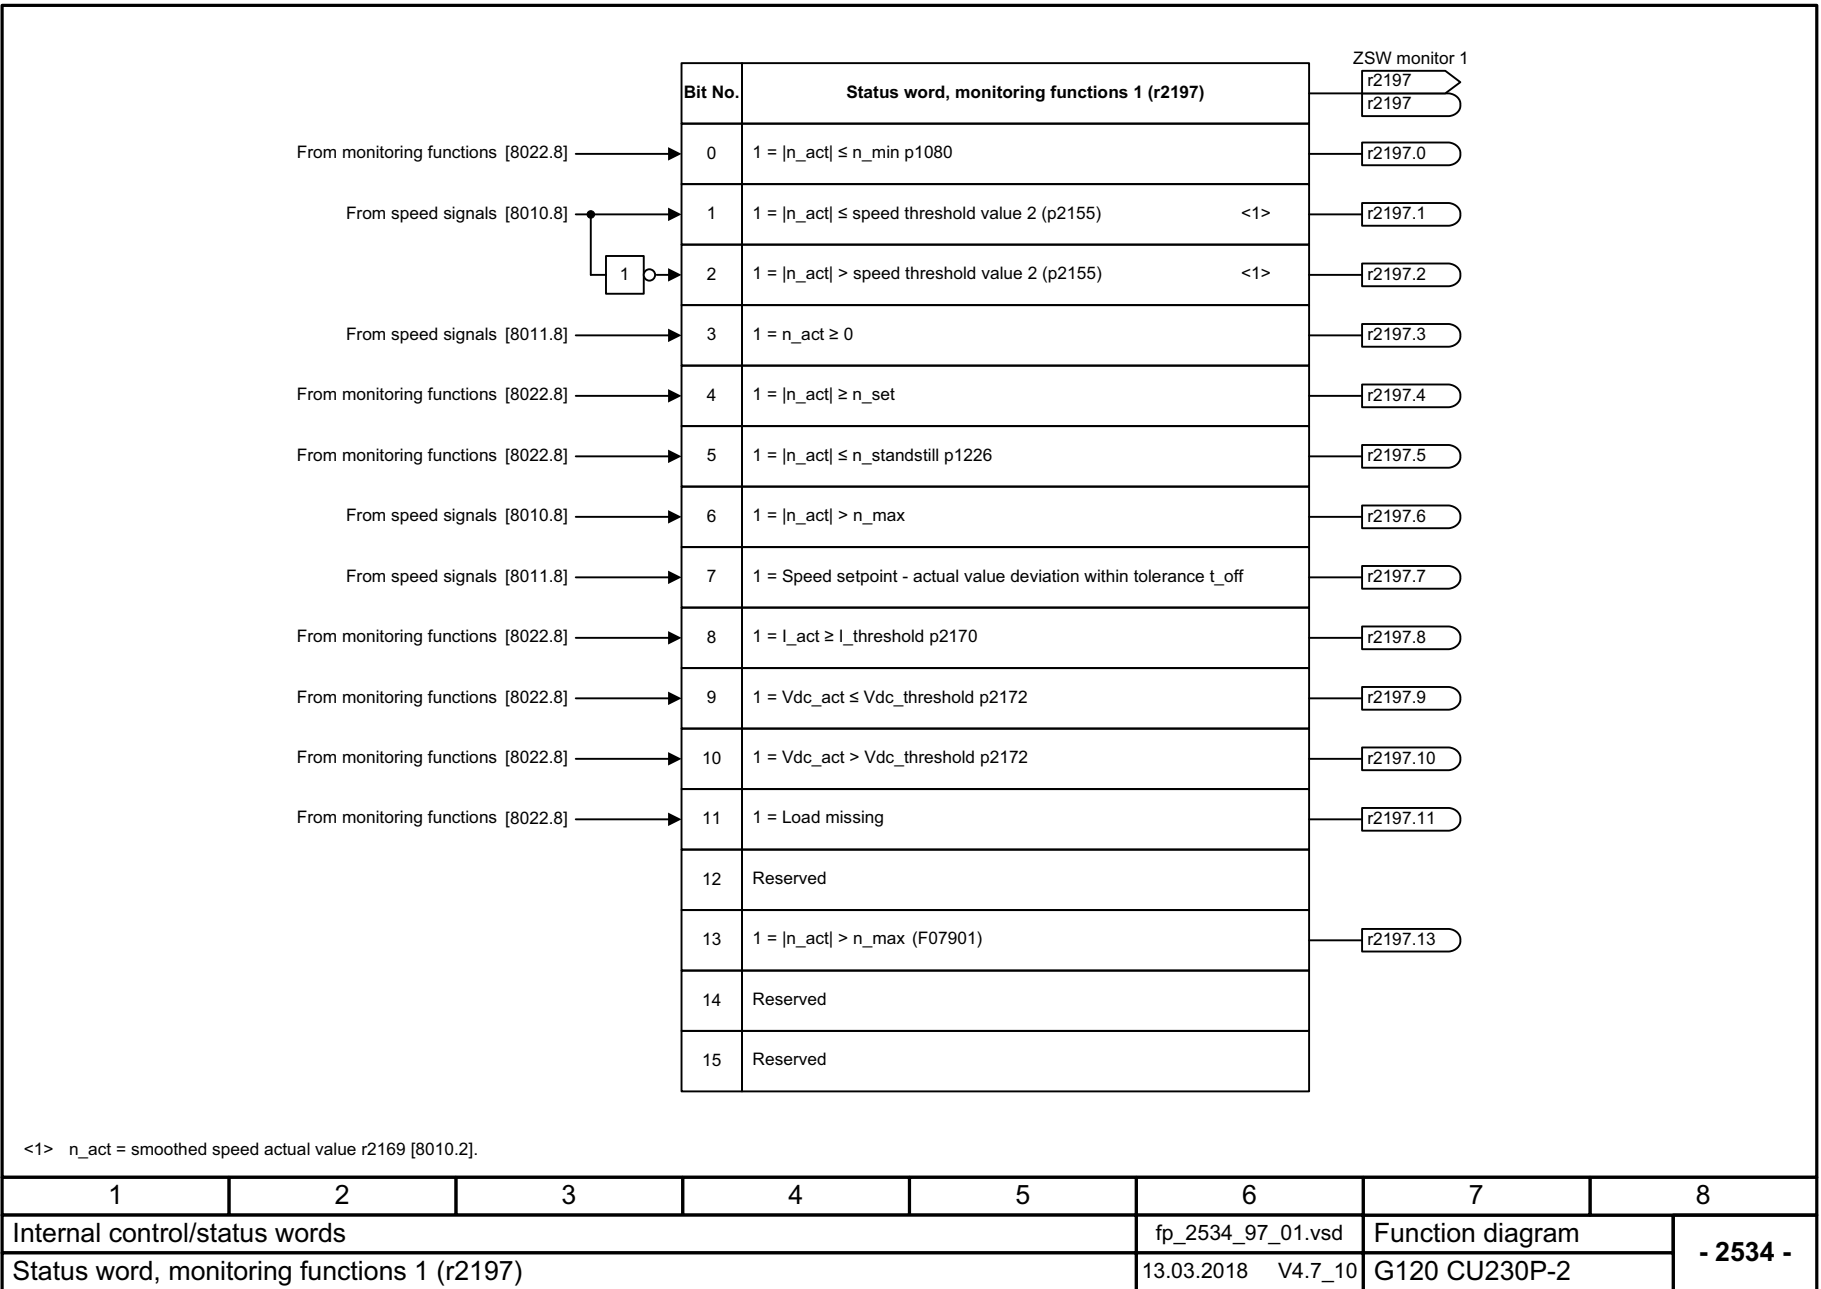 ZSW monitor 1
Bit No. Status word, monitoring functions 1 (r2197) r2197
r2197
From monitoring functions [8022.8] 0 1 = |n_act| ≤ n_min p1080 r2197.0
From speed signals [8010.8] 1 1 = |n_act| ≤ speed threshold value 2 (p2155) <1> r2197.1
1 2 1 = |n_act| > speed threshold value 2 (p2155) <1> r2197.2
From speed signals [8011.8] 3 1 = n_act ≥ 0 r2197.3
From monitoring functions [8022.8] 4 1 = |n_act| ≥ n_set r2197.4
From monitoring functions [8022.8] 5 1 = |n_act| ≤ n_standstill p1226 r2197.5
From speed signals [8010.8] 6 1 = |n_act| > n_max r2197.6
From speed signals [8011.8] 7 1 = Speed setpoint - actual value deviation within tolerance t_off r2197.7
From monitoring functions [8022.8] 8 1 = I_act ≥ I_threshold p2170 r2197.8
From monitoring functions [8022.8] 9 1 = Vdc_act ≤ Vdc_threshold p2172 r2197.9
From monitoring functions [8022.8] 10 1 = Vdc_act > Vdc_threshold p2172 r2197.10
From monitoring functions [8022.8] 11 1 = Load missing r2197.11
12 Reserved
13 1 = |n_act| > n_max (F07901) r2197.13
14 Reserved
15 Reserved
<1> n_act = smoothed speed actual value r2169 [8010.2].
1 2 3 4 5 6 7 8
Internal control/status words fp_2534_97_01.vsd Function diagram - 2534 -
Status word, monitoring functions 1 (r2197) 13.03.2018 V4.7_10 G120 CU230P-2